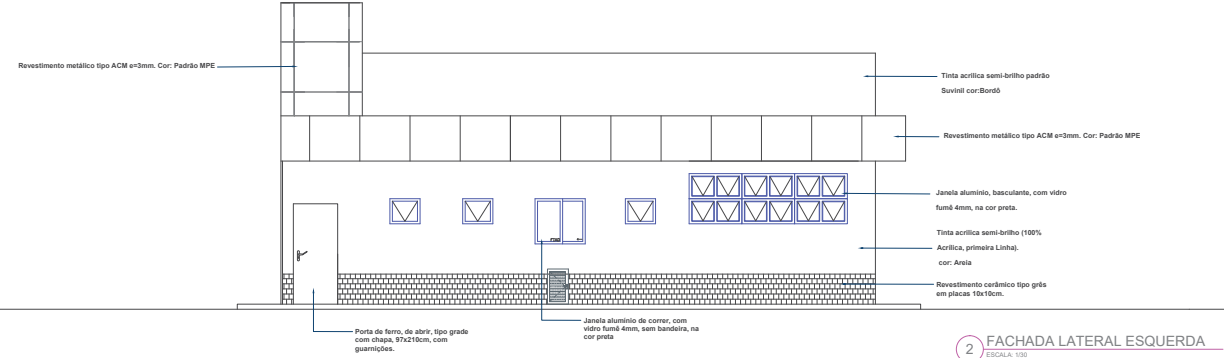 Revestimento metálico tipo ACM e=3mm. Cor: Padrão MPE
Tinta acrílica semi-brilho padrão
Suvinil cor:Bordô
Revestimento metálico tipo ACM e=3mm. Cor: Padrão MPE
Janela alumínio, basculante, com vidro
fumê 4mm, na cor preta.
Tinta acrílica semi-brilho (100%
Acrílica, primeira Linha).
cor: Areia
Revestimento cerâmico tipo grês
em placas 10x10cm.
Porta de ferro, de abrir, tipo grade
com chapa, 97x210cm, com
guarnições.
Janela alumínio de correr, com
vidro fumê 4mm, sem bandeira, na
cor preta
2
FACHADA LATERAL ESQUERDA
ESCALA: 1/30